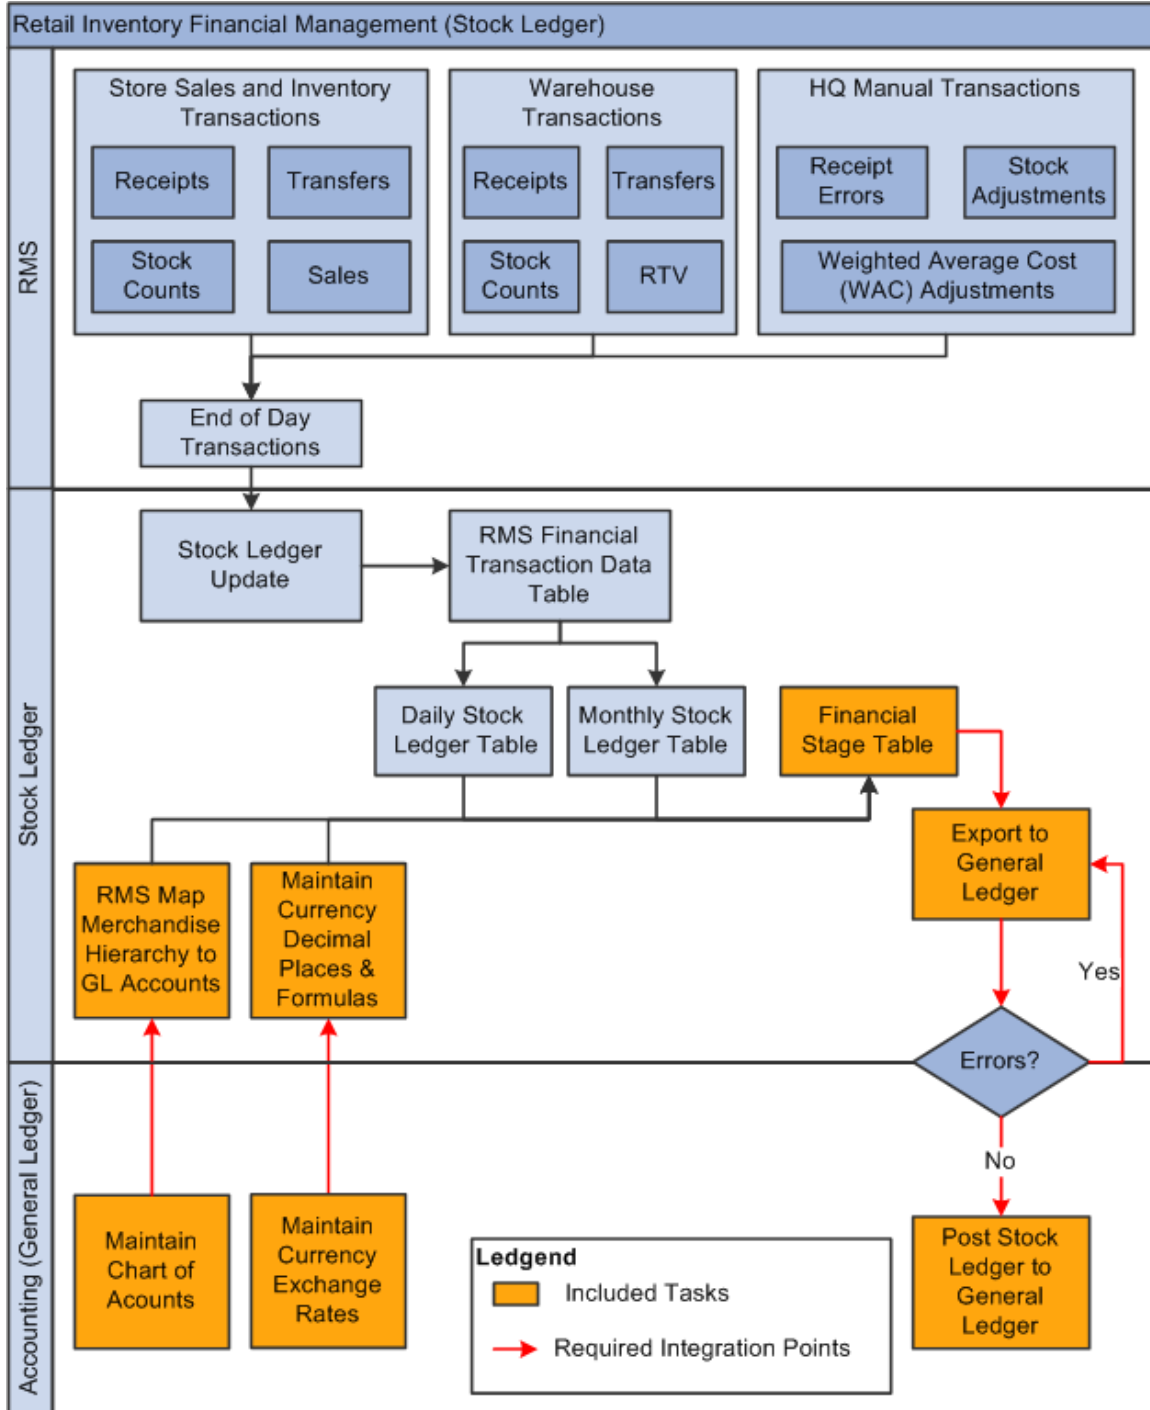 Retail Inventory Financial Management (Stock Ledger)
RMS
Store Sales and Inventory
Transactions
Receipts
Transfers
Stock
Counts
Sales
Warehouse
Transactions
Receipts
Transfers
Stock
Counts
RTV
HQ Manual Transactions
Receipt
Errors
Stock
Adjustments
Weighted Average Cost
(WAC) Adjustments
End of Day
Transactions
Stock Ledger
Stock Ledger
Update
RMS Financial
Transaction Data
Table
Daily Stock
Ledger Table
Monthly Stock
Ledger Table
Financial
Stage Table
RMS Map
Merchandise
Hierarchy to
GL Accounts
Maintain
Currency
Decimal
Places &
Formulas
Export to
General
Ledger
Yes
Errors?
No
Accounting (General Ledger)
Maintain
Chart of
Acounts
Maintain
Currency
Exchange
Rates
Ledgend
Included Tasks
Required Integration Points
Post Stock
Ledger to
General
Ledger